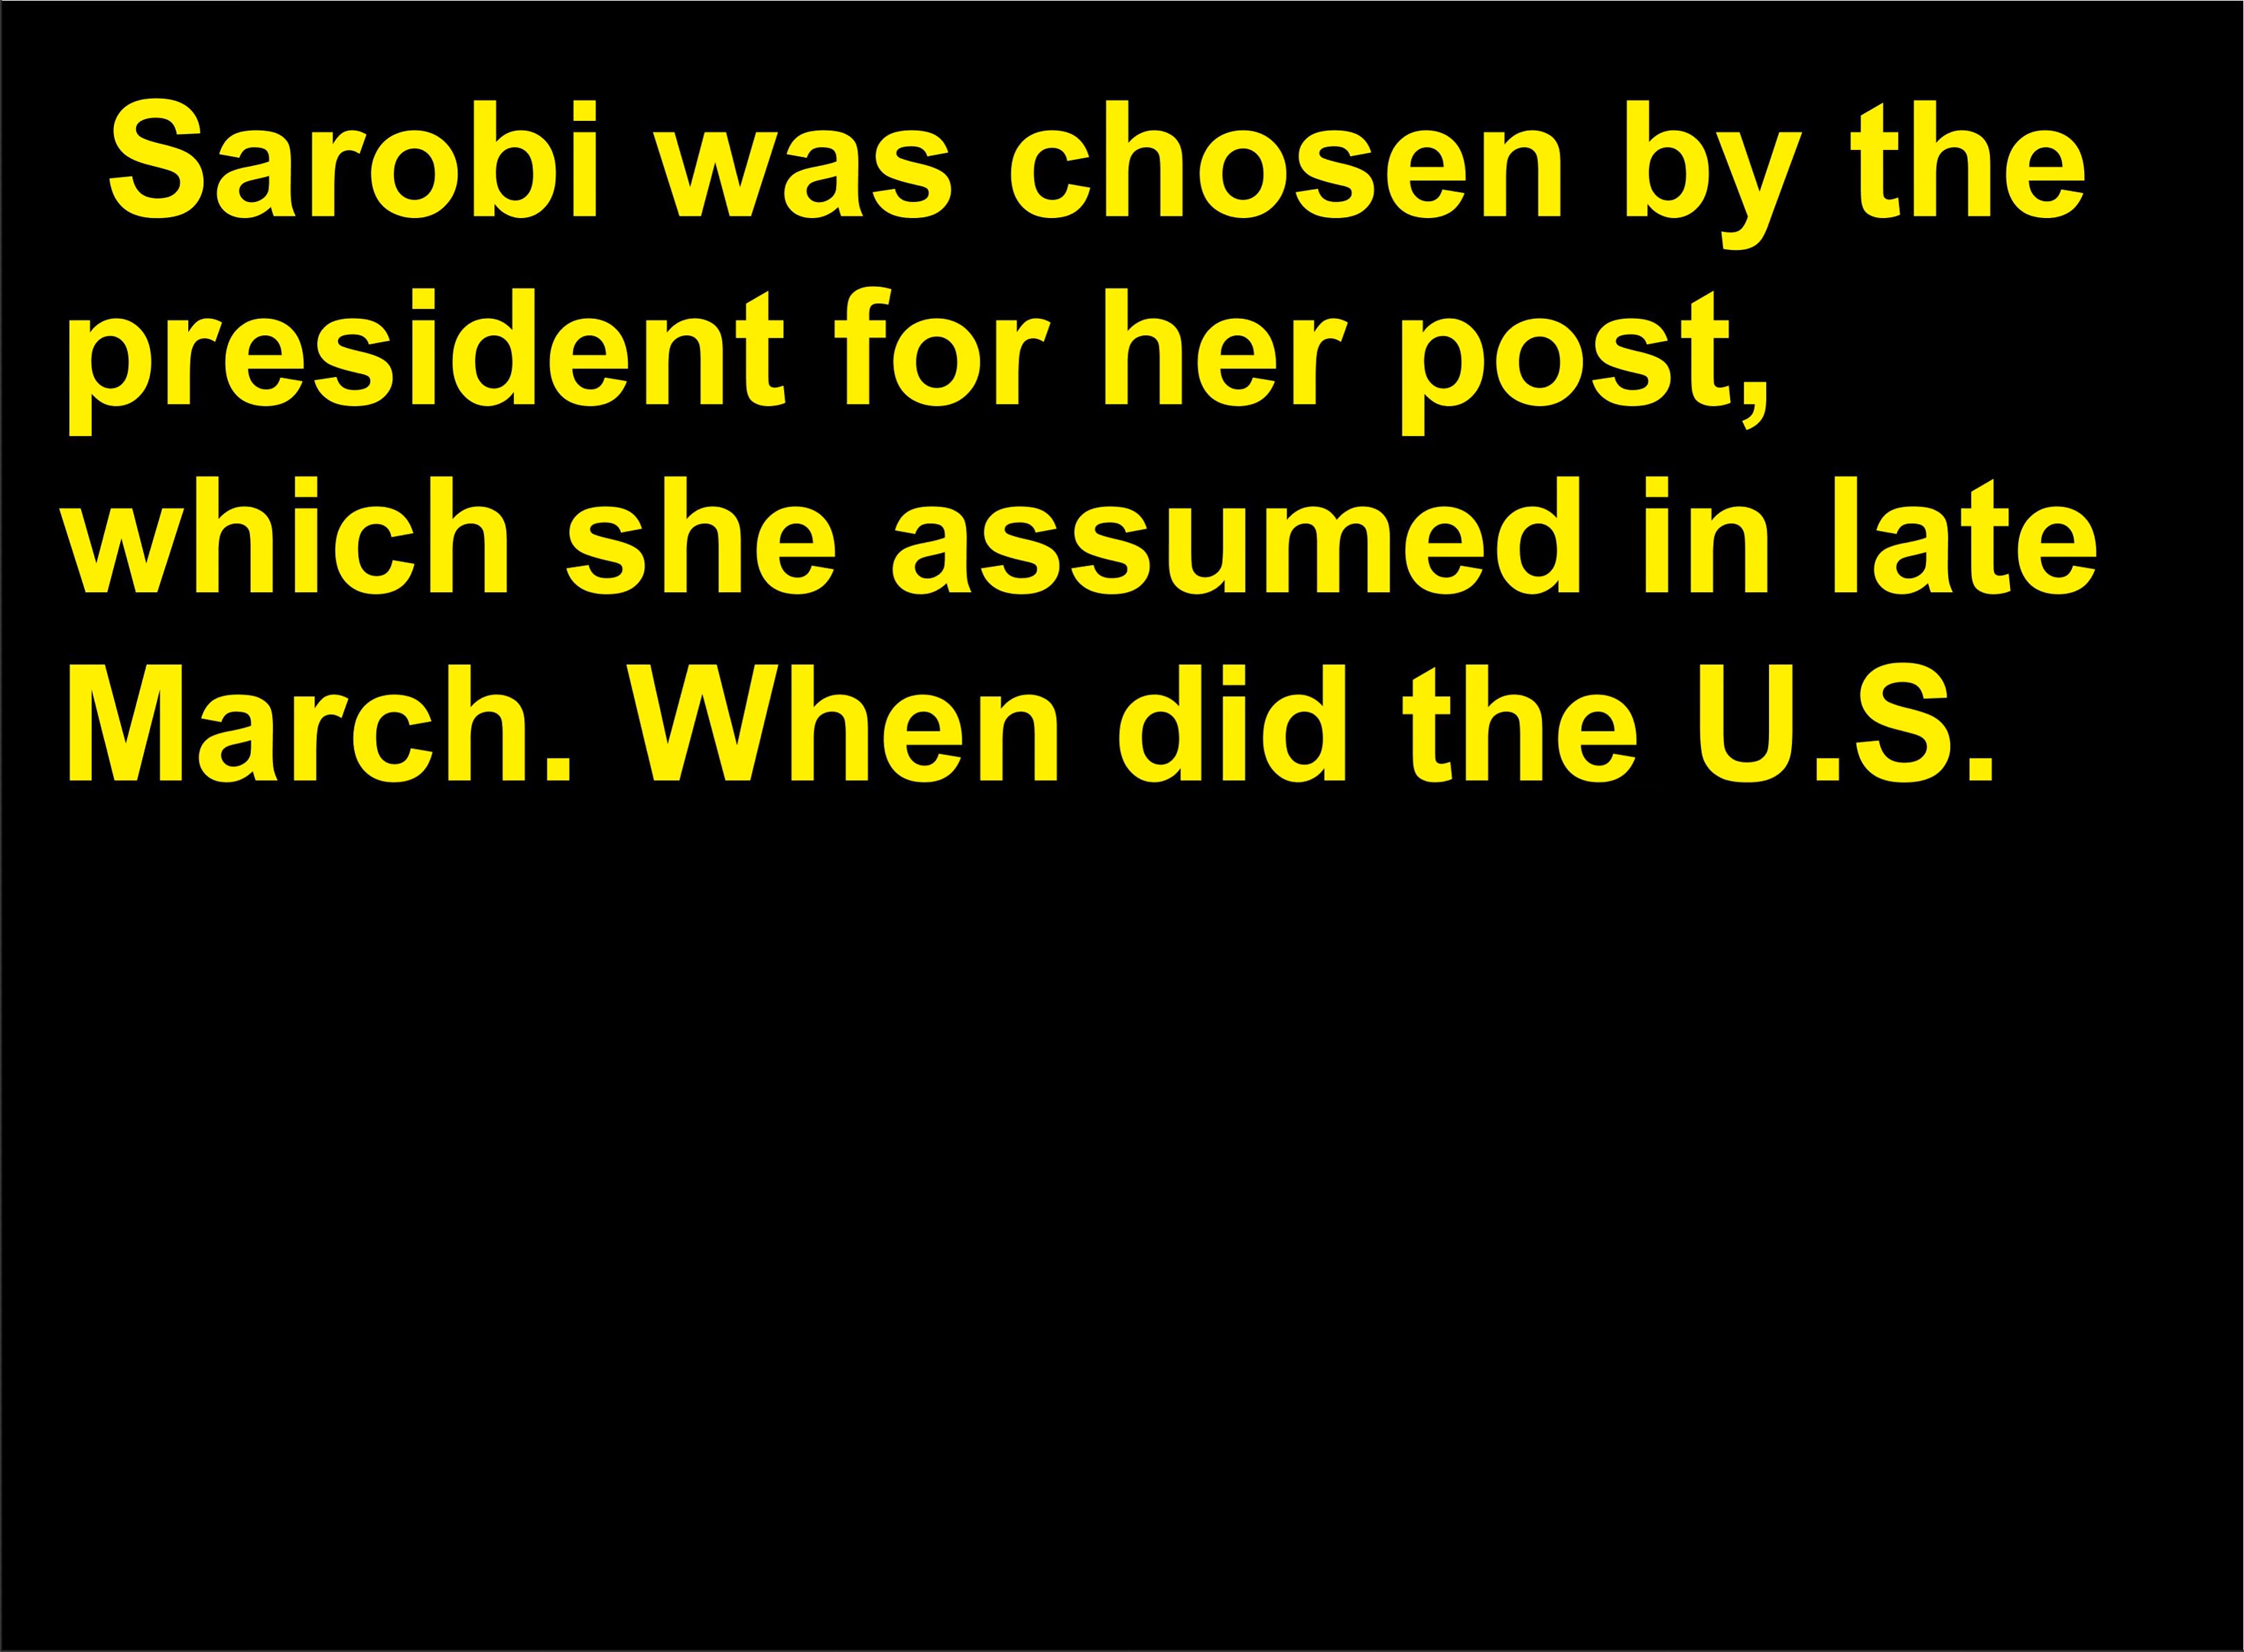 Sarobi was chosen by the
president for her post,
which she assumed in late
March. When did the U.S.